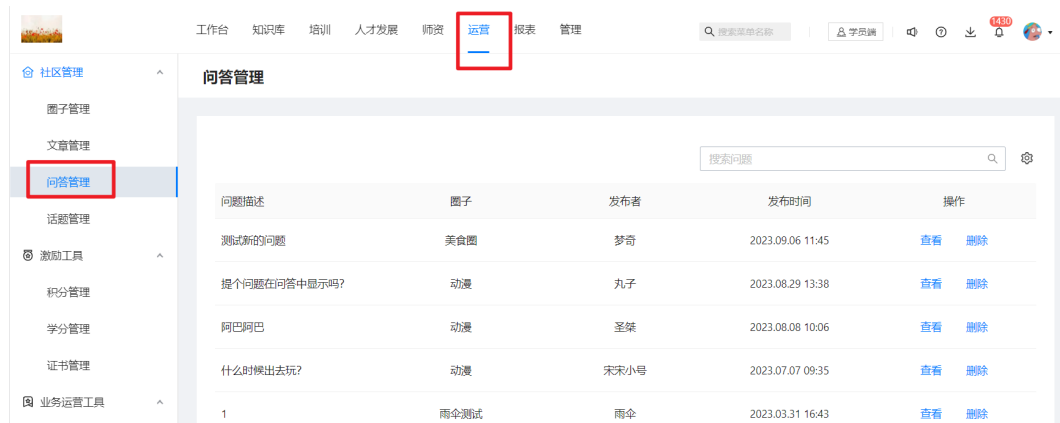 工作台 知识库 培训 人才发展 师资 运营 报表 管理 搜索菜单名称 学员端 1430
社区管理
问答管理
圈子管理
文章管理
搜索问题
问答管理
问题描述 圈子 发布者 发布时间 操作
话题管理
测试新的问题 美食圈 梦奇 2023.09.06 11:45 查看 删除
激励工具
提个问题在问答中显示吗? 动漫 丸子 2023.08.29 13:38 查看 删除
积分管理
阿巴阿巴 动漫 圣桀 2023.08.08 10:06 查看 删除
学分管理
证书管理
什么时候出去玩? 动漫 宋宋小号 2023.07.07 09:35 查看 删除
业务运营工具
1 雨伞测试 雨伞 2023.03.31 16:43 查看 删除